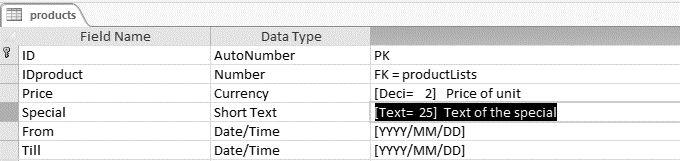 products
Field Name Data Type
ID AutoNumber PK
IDproduct Number FK = productLists
Price Currency [Deci= 2] Price of unit
Special Short Text [Text= 25] Text of the special
From Date/Time [YYYY/MM/DD]
Till Date/Time [YYYY/MM/DD]